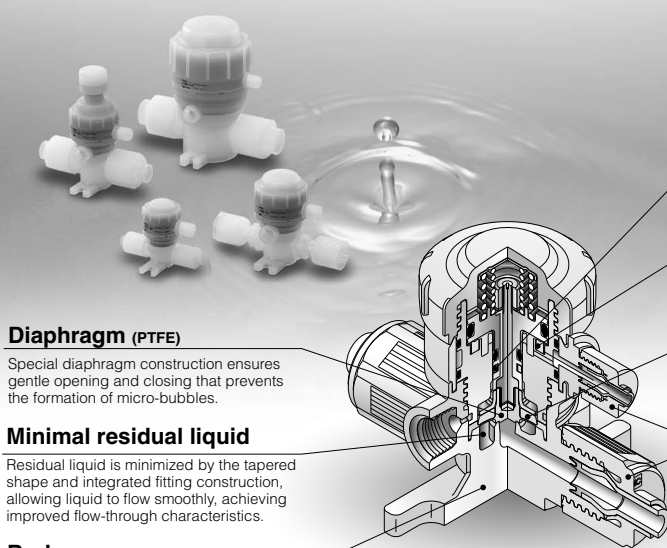 Diaphragm (PTFE)
Special diaphragm construction ensures
gentle opening and closing that prevents
the formation of micro-bubbles.
Minimal residual liquid
Residual liquid is minimized by the tapered
shape and integrated fitting construction,
allowing liquid to flow smoothly, achieving
improved flow-through characteristics.